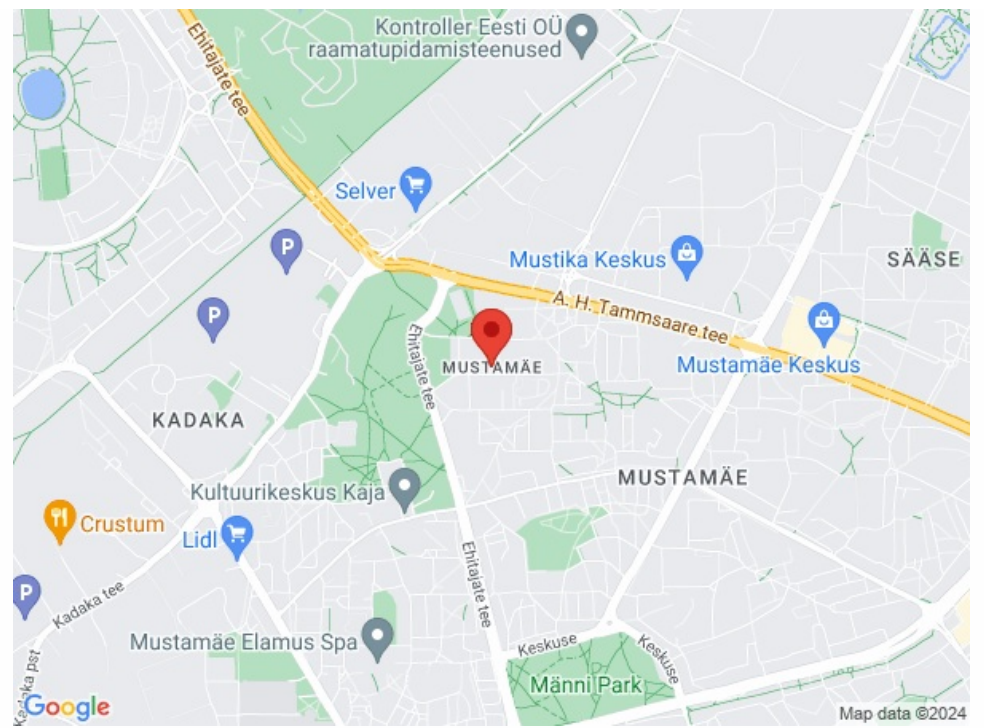 Kontroller Eesti OÜ
raamatupidamisteenused
Ehitajate tee
Selver
P
Mustika Keskus
SÄÄSE
P
A. H. Tammsaare tee
Ehitajate tee
MUSTAMÄE
Mustamäe Keskus
KADAKA
MUSTAMÄE
Kultuurikeskus Kaja
Crustum
Lidl
Ehitajate tee
P
Kadaka tee
Mustamäe Elamus Spa
Keskuse
Keskuse
Männi Park
Google
Map data ©2024